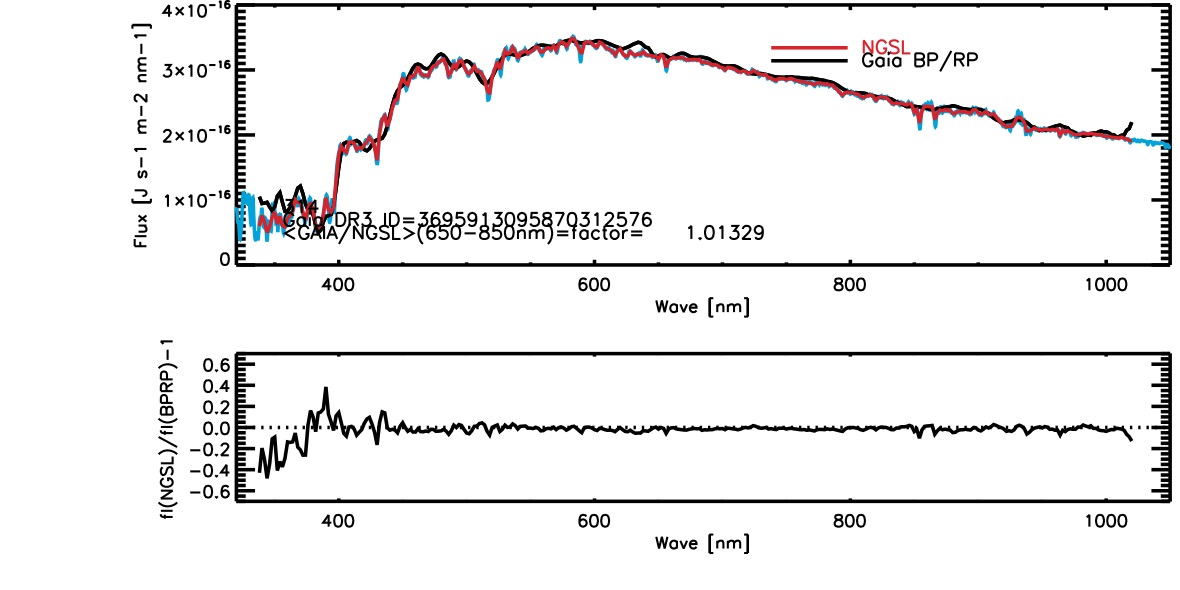 4×10−16
3×10−16
2×10−16
1×10−16
0
Flux [J s−1 m−2 nm−1]
NGSL
Gaia BP/RP
314
Gaia DR3 ID=3695913095870312576
<GAIA/NGSL>(650−850nm)=factor= 1.01329
400 600 800 1000
Wave [nm]
fl(NGSL)/fl(BPRP)−1
0.6
0.4
0.2
0.0
−0.2
−0.4
−0.6
400 600 800 1000
Wave [nm]